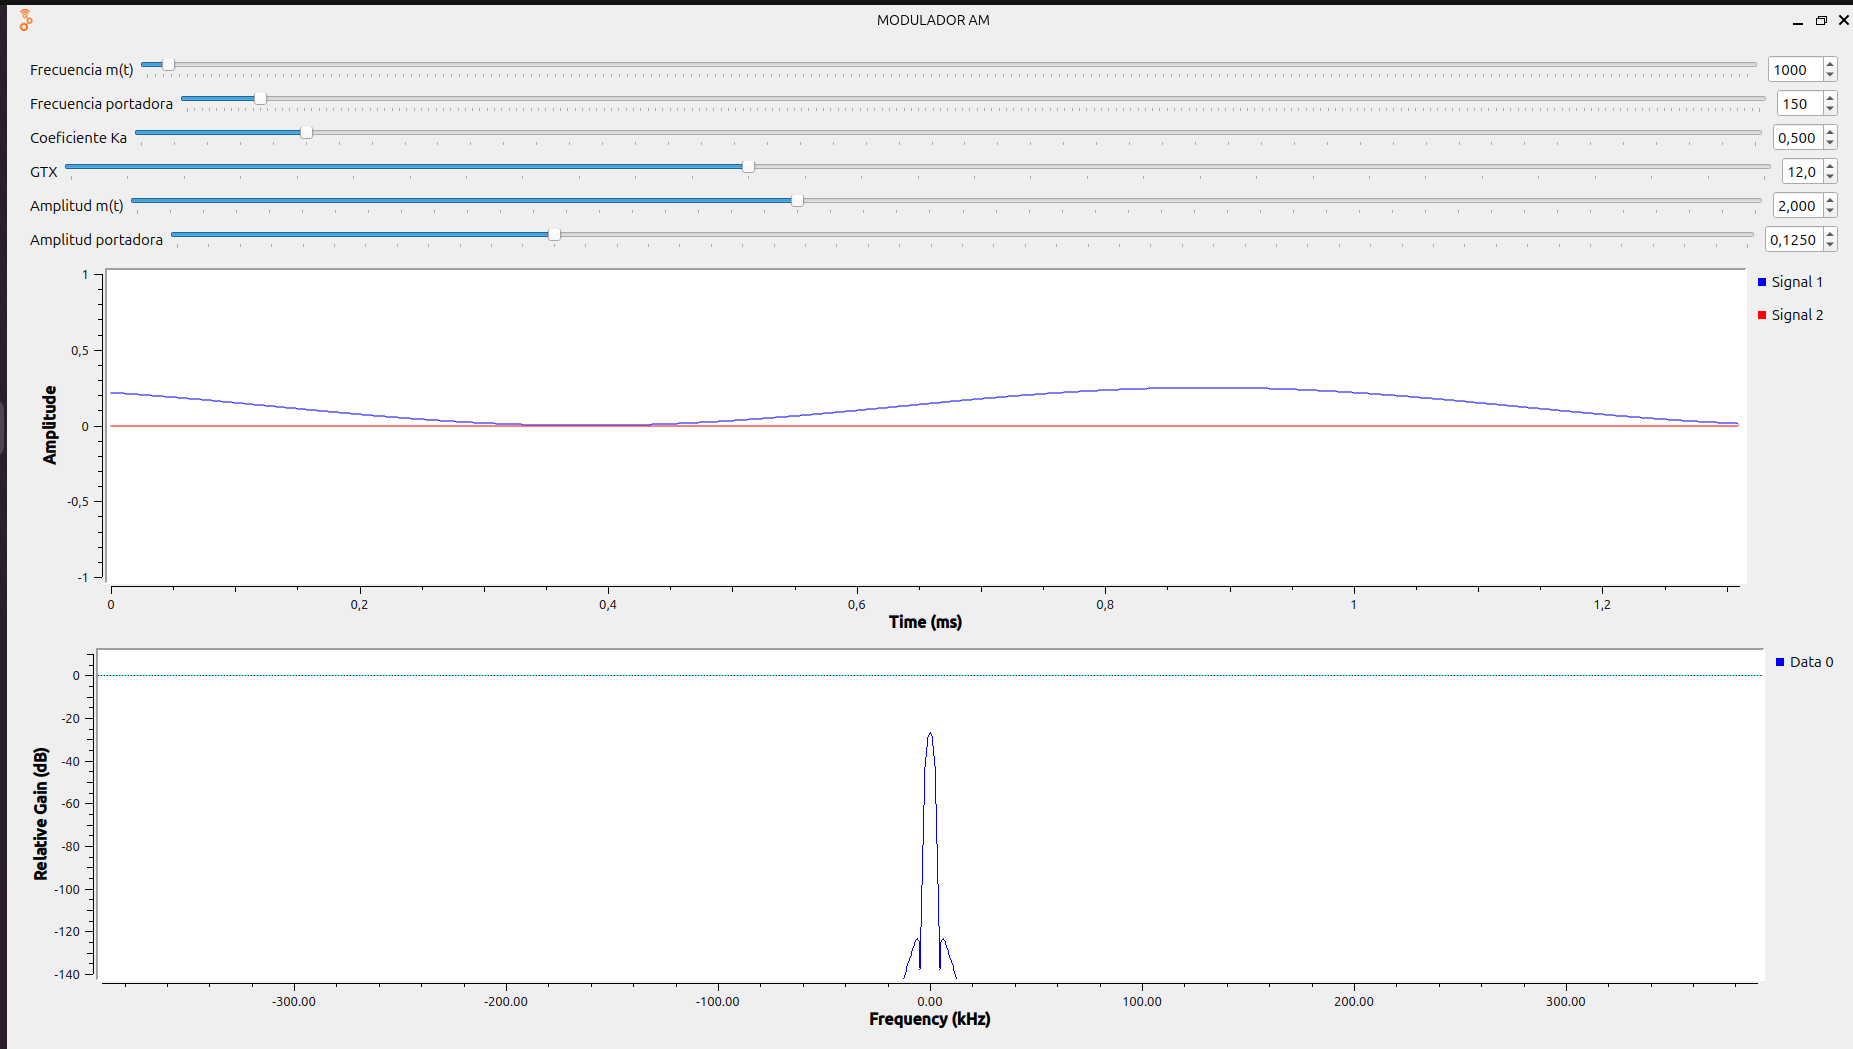 MODULADOR AM
Frecuencia m(t) 1000
Frecuencia portadora 150
Coeficiente Ka 0,500
GTX 12,0
Amplitud m(t) 2,000
Amplitud portadora 0,1250
1
0,5
0
-0,5
-1
Amplitude
Signal 1
Signal 2
0 0,2 0,4 0,6 0,8 1 1,2
Time (ms)
0
-20
-40
-60
-80
-100
-120
-140
Relative Gain (dB)
Data 0
-300.00 -200.00 -100.00 0.00 100.00 200.00 300.00
Frequency (kHz)